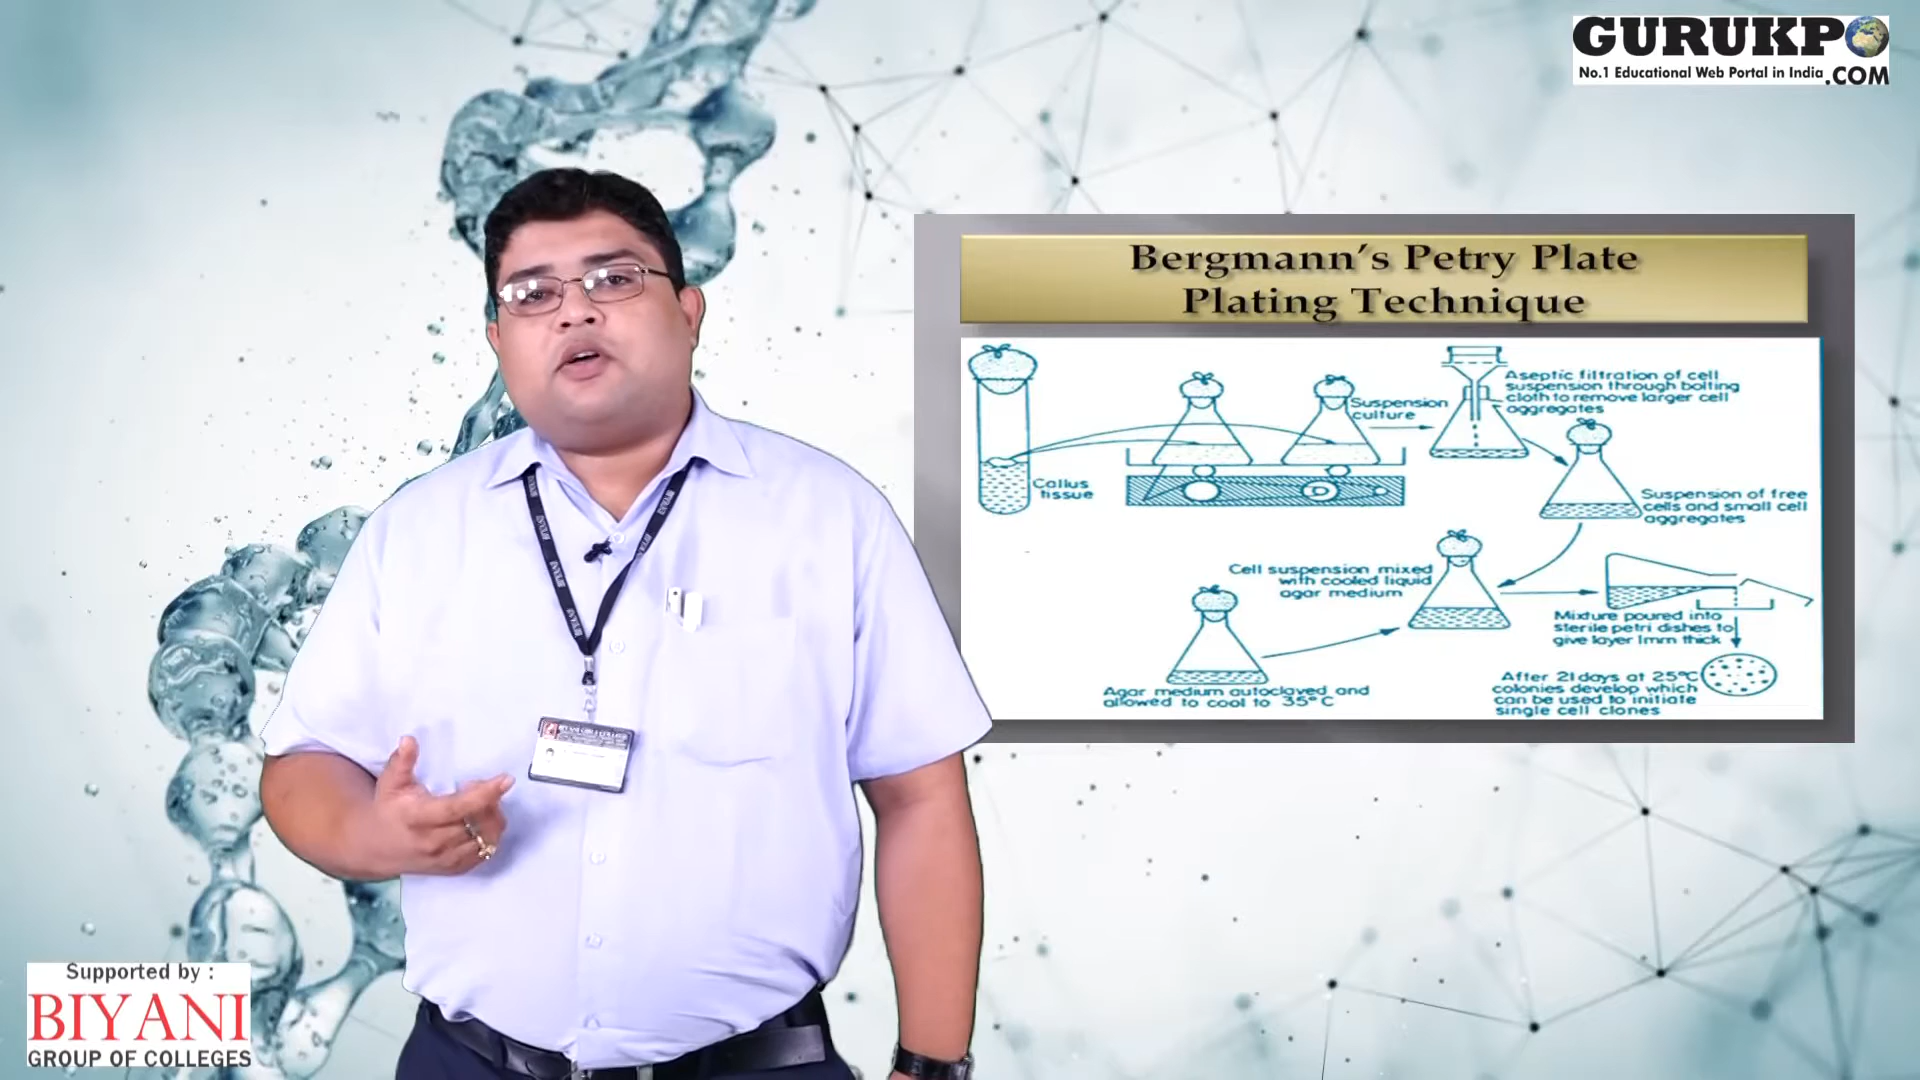 GURUKPO
No.1 Educational Web Portal in India .COM
Bergmann's Petry Plate
Plating Technique
Callus
tissue
Suspension
culture
Aseptic filtration of cell
suspension through bolting
cloth to remove larger cell
aggregates
Suspension of free
cells and small cell
aggregates
Cell suspension mixed
with cooled liquid
agar medium
Agar medium autoclaved and
allowed to cool to 35°C
Mixture poured into
sterile petri dishes to
give layer 1mm thick
After 21 days at 25°C
colonies develop which
can be used to initiate
single cell clones
BIYANI GIRLS COLLEGE
Supported by :
BIYANI
GROUP OF COLLEGES